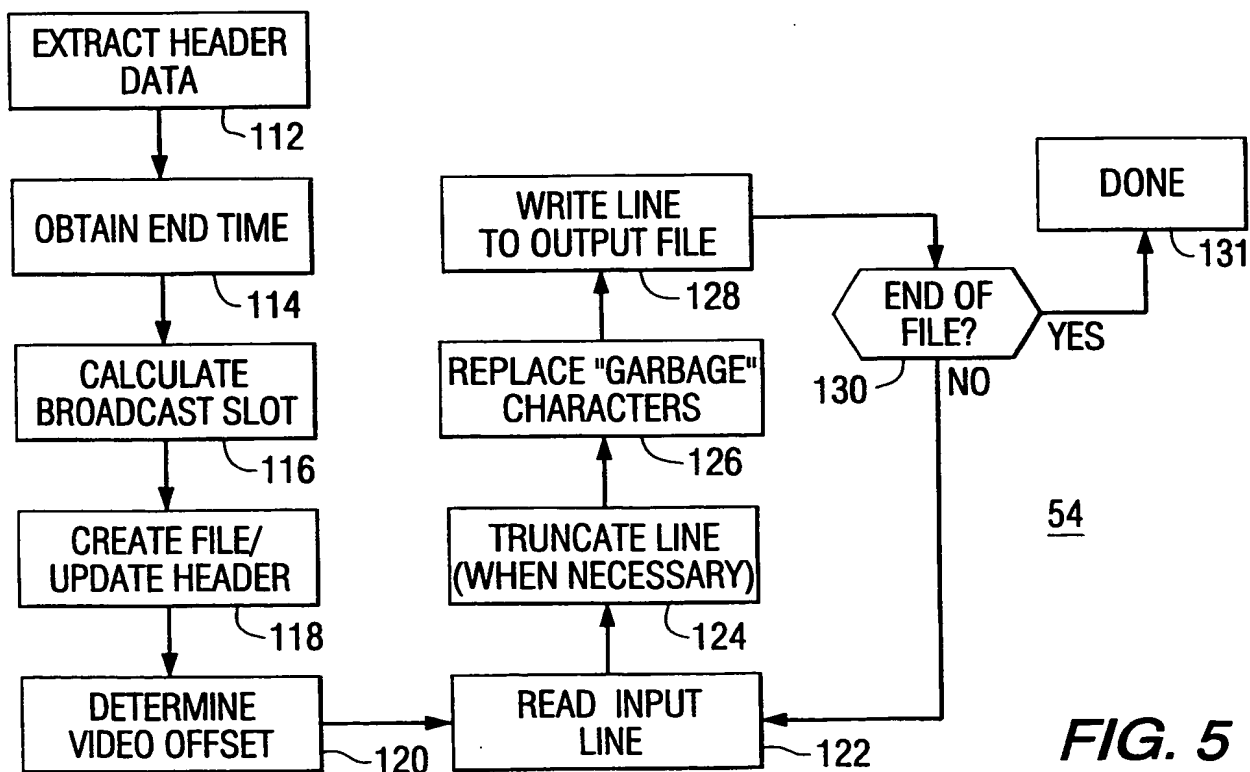 EXTRACT HEADER
DATA
112
OBTAIN END TIME
114
CALCULATE
BROADCAST SLOT
116
CREATE FILE/
UPDATE HEADER
118
DETERMINE
VIDEO OFFSET
120
READ INPUT
LINE
122
TRUNCATE LINE
(WHEN NECESSARY)
124
REPLACE "GARBAGE"
CHARACTERS
126
WRITE LINE
TO OUTPUT FILE
128
END OF
FILE?
130
YES
NO
DONE
131
54
FIG. 5